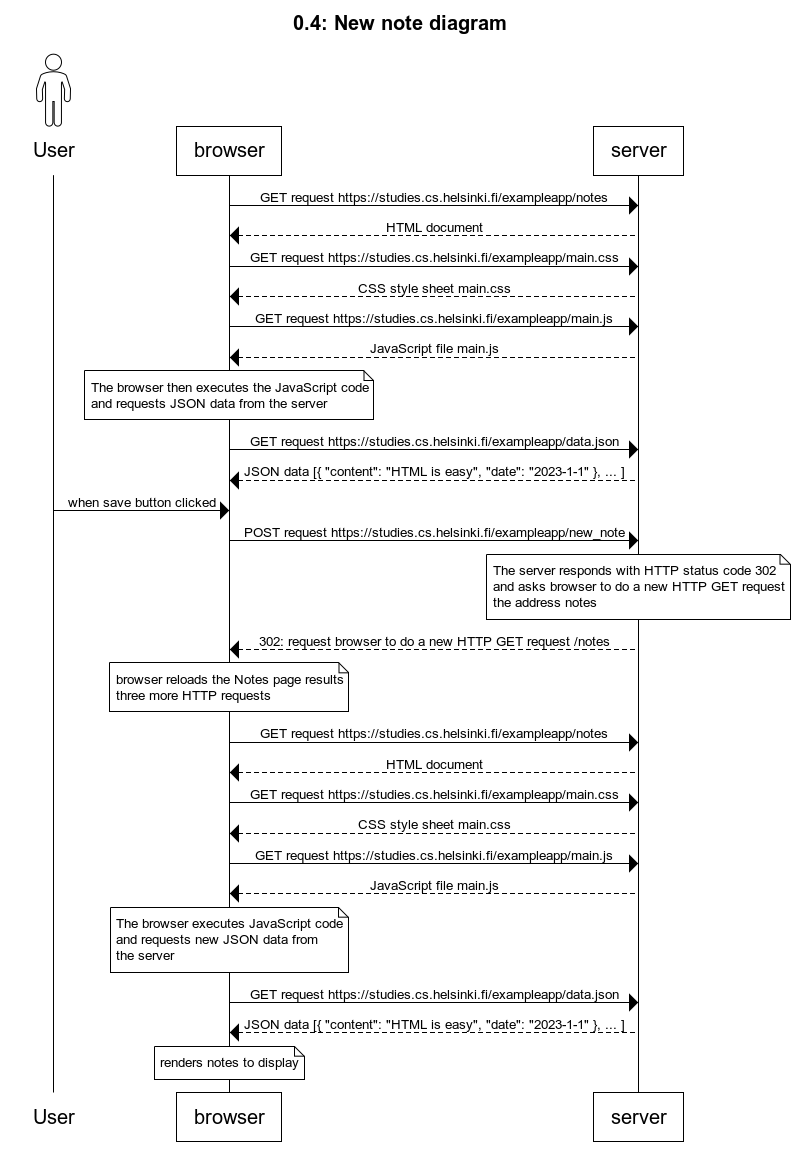 0.4: New note diagram
User
browser
server
GET request https://studies.cs.helsinki.fi/exampleapp/notes
HTML document
GET request https://studies.cs.helsinki.fi/exampleapp/main.css
CSS style sheet main.css
GET request https://studies.cs.helsinki.fi/exampleapp/main.js
JavaScript file main.js
The browser then executes the JavaScript code
and requests JSON data from the server
GET request https://studies.cs.helsinki.fi/exampleapp/data.json
JSON data [{ "content": "HTML is easy", "date": "2023-1-1" }, ... ]
when save button clicked
POST request https://studies.cs.helsinki.fi/exampleapp/new_note
The server responds with HTTP status code 302
and asks browser to do a new HTTP GET request
the address notes
302: request browser to do a new HTTP GET request /notes
browser reloads the Notes page results
three more HTTP requests
GET request https://studies.cs.helsinki.fi/exampleapp/notes
HTML document
GET request https://studies.cs.helsinki.fi/exampleapp/main.css
CSS style sheet main.css
GET request https://studies.cs.helsinki.fi/exampleapp/main.js
JavaScript file main.js
The browser executes JavaScript code
and requests new JSON data from
the server
GET request https://studies.cs.helsinki.fi/exampleapp/data.json
JSON data [{ "content": "HTML is easy", "date": "2023-1-1" }, ... ]
renders notes to display
User
browser
server